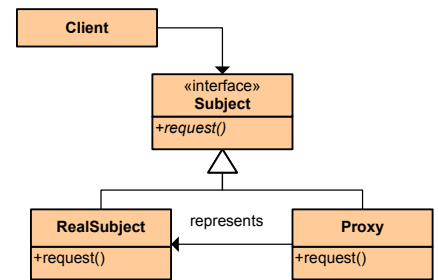 Client
«interface»
Subject
+request()
RealSubject
+request()
represents
Proxy
+request()